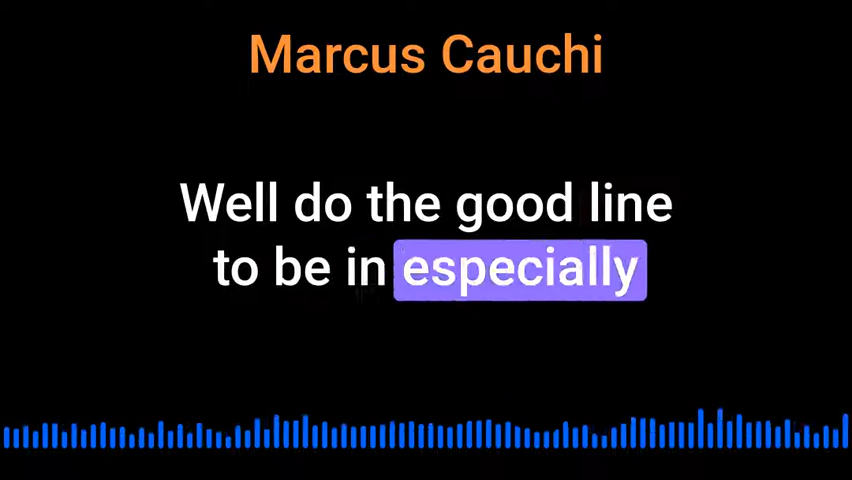 Marcus Cauchi
Well do the good line
to be in especially